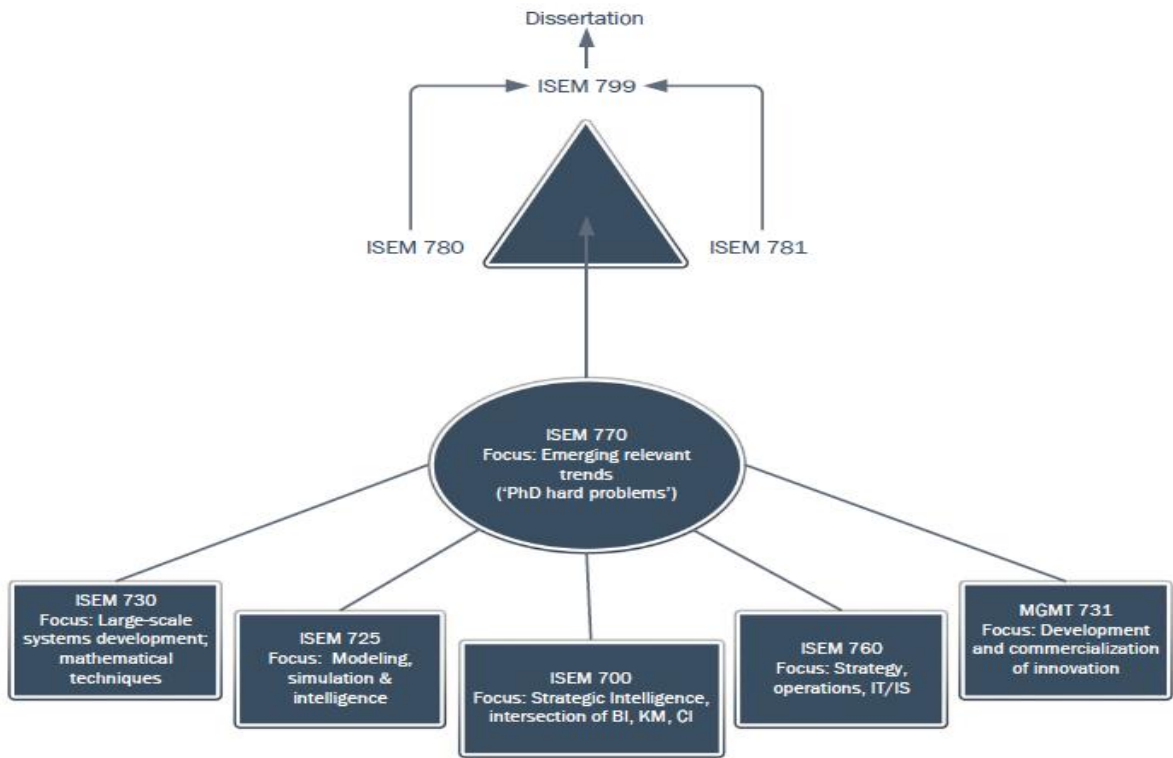 Dissertation
ISEM 799
ISEM 780
ISEM 781
ISEM 770
Focus: Emerging relevant
trends
('PhD hard problems')
ISEM 730
Focus: Large-scale
systems development;
mathematical
techniques
ISEM 725
Focus: Modeling,
simulation &
intelligence
ISEM 700
Focus: Strategic Intelligence,
intersection of BI, KM, CI
ISEM 760
Focus: Strategy,
operations, IT/IS
MGMT 731
Focus: Development
and commercialization
of innovation